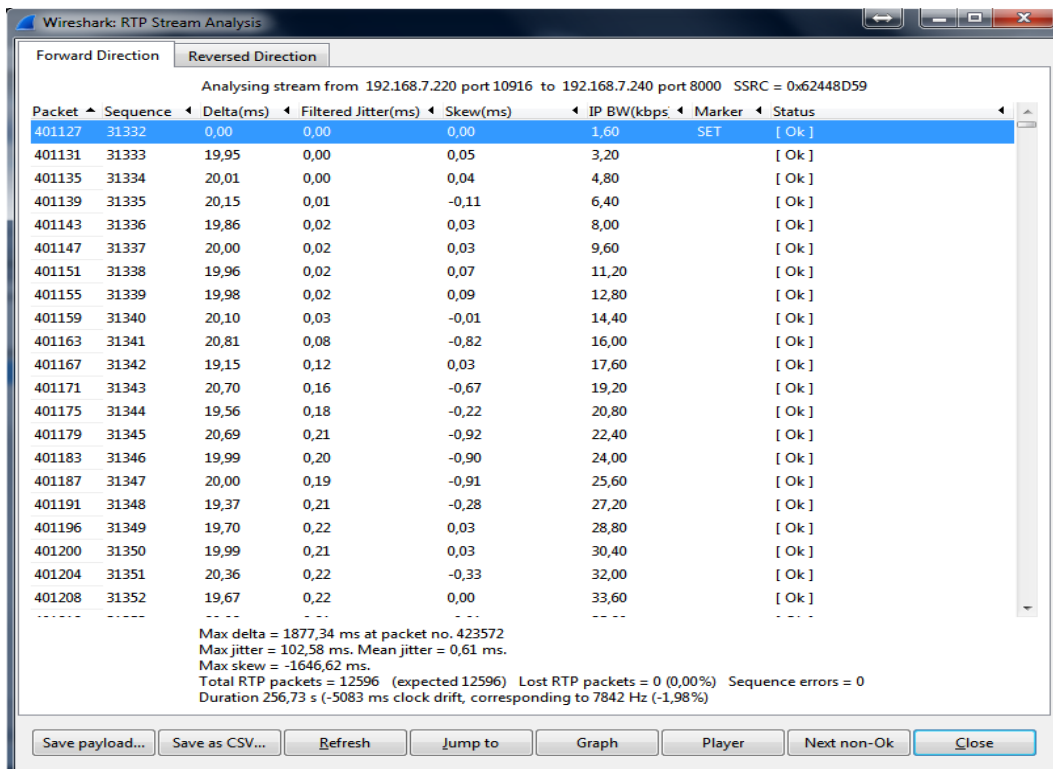 Wireshark: RTP Stream Analysis
Forward Direction Reversed Direction
Analysing stream from 192.168.7.220 port 10916 to 192.168.7.240 port 8000 SSRC = 0x62448D59
Packet Sequence Delta(ms) Filtered Jitter(ms) Skew(ms) IP BW(kbps) Marker Status
401127 31332 0,00 0,00 0,00 1,60 SET [ Ok ]
401131 31333 19,95 0,00 0,05 3,20 [ Ok ]
401135 31334 20,01 0,00 0,04 4,80 [ Ok ]
401139 31335 20,15 0,01 -0,11 6,40 [ Ok ]
401143 31336 19,86 0,02 0,03 8,00 [ Ok ]
401147 31337 20,00 0,02 0,03 9,60 [ Ok ]
401151 31338 19,96 0,02 0,07 11,20 [ Ok ]
401155 31339 19,98 0,02 0,09 12,80 [ Ok ]
401159 31340 20,10 0,03 -0,01 14,40 [ Ok ]
401163 31341 20,81 0,08 -0,82 16,00 [ Ok ]
401167 31342 19,15 0,12 0,03 17,60 [ Ok ]
401171 31343 20,70 0,16 -0,67 19,20 [ Ok ]
401175 31344 19,56 0,18 -0,22 20,80 [ Ok ]
401179 31345 20,69 0,21 -0,92 22,40 [ Ok ]
401183 31346 19,99 0,20 -0,90 24,00 [ Ok ]
401187 31347 20,00 0,19 -0,91 25,60 [ Ok ]
401191 31348 19,37 0,21 -0,28 27,20 [ Ok ]
401196 31349 19,70 0,22 0,03 28,80 [ Ok ]
401200 31350 19,99 0,21 0,03 30,40 [ Ok ]
401204 31351 20,36 0,22 -0,33 32,00 [ Ok ]
401208 31352 19,67 0,22 0,00 33,60 [ Ok ]
Max delta = 1877,34 ms at packet no. 423572
Max jitter = 102,58 ms. Mean jitter = 0,61 ms.
Max skew = -1646,62 ms.
Total RTP packets = 12596 (expected 12596) Lost RTP packets = 0 (0,00%) Sequence errors = 0
Duration 256,73 s (-5083 ms clock drift, corresponding to 7842 Hz (-1,98%)
Save payload... Save as CSV... Refresh Jump to Graph Player Next non-Ok Close